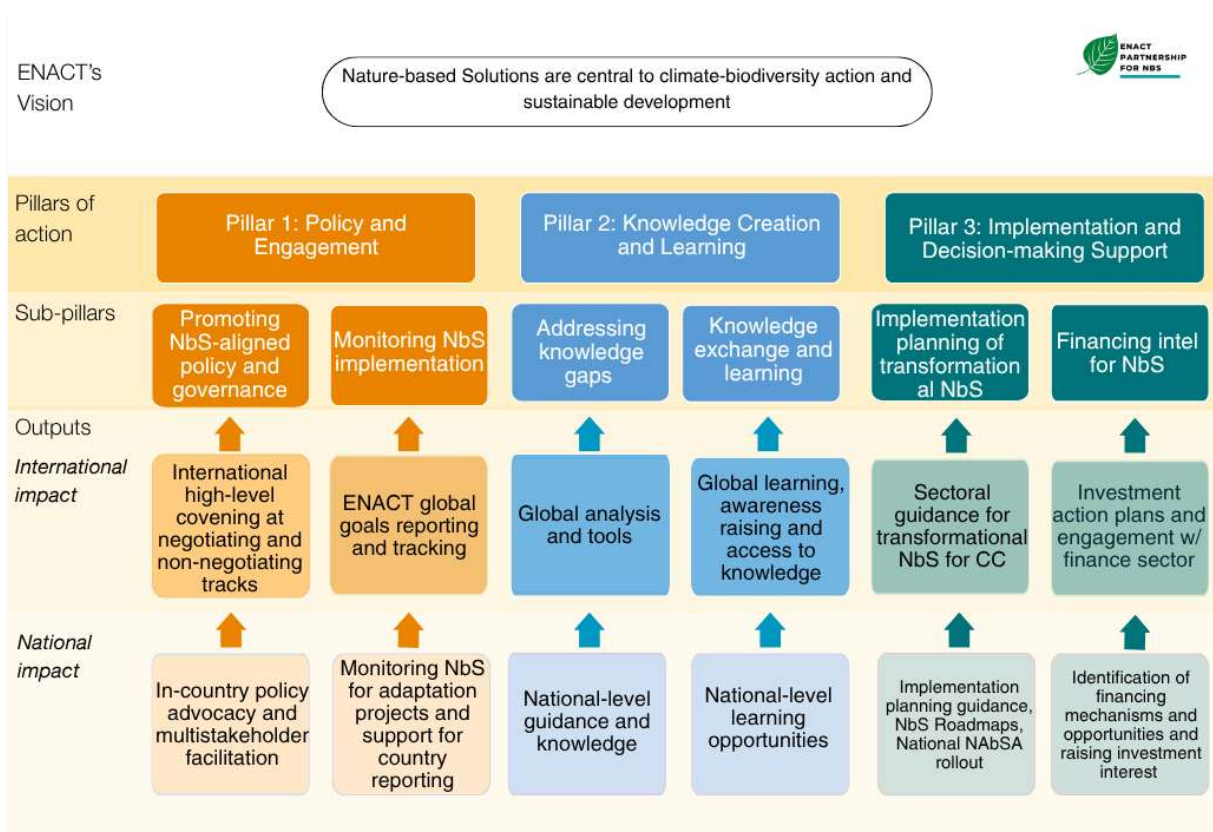 ENACT's
Vision
Nature-based Solutions are central to climate-biodiversity action and
sustainable development
ENACT
PARTNERSHIP
FOR NBS
Pillars of
action
Pillar 1: Policy and
Engagement
Pillar 2: Knowledge Creation
and Learning
Pillar 3: Implementation and
Decision-making Support
Sub-pillars
Promoting
NbS-aligned
policy and
governance
Monitoring NbS
implementation
Addressing
knowledge
gaps
Knowledge
exchange and
learning
Implementation
planning of
transformation
al NbS
Financing intel
for NbS
Outputs
International
impact
International
high-level
covening at
negotiating and
non-negotiating
tracks
ENACT global
goals reporting
and tracking
Global analysis
and tools
Global learning,
awareness
raising and
access to
knowledge
Sectoral
guidance for
transformational
NbS for CC
Investment
action plans and
engagement w/
finance sector
National
impact
In-country policy
advocacy and
multistakeholder
facilitation
Monitoring NbS
for adaptation
projects and
support for
country
reporting
National-level
guidance and
knowledge
National-level
learning
opportunities
Implementation
planning guidance,
NbS Roadmaps,
National NAbSA
rollout
Identification of
financing
mechanisms and
opportunities and
raising investment
interest